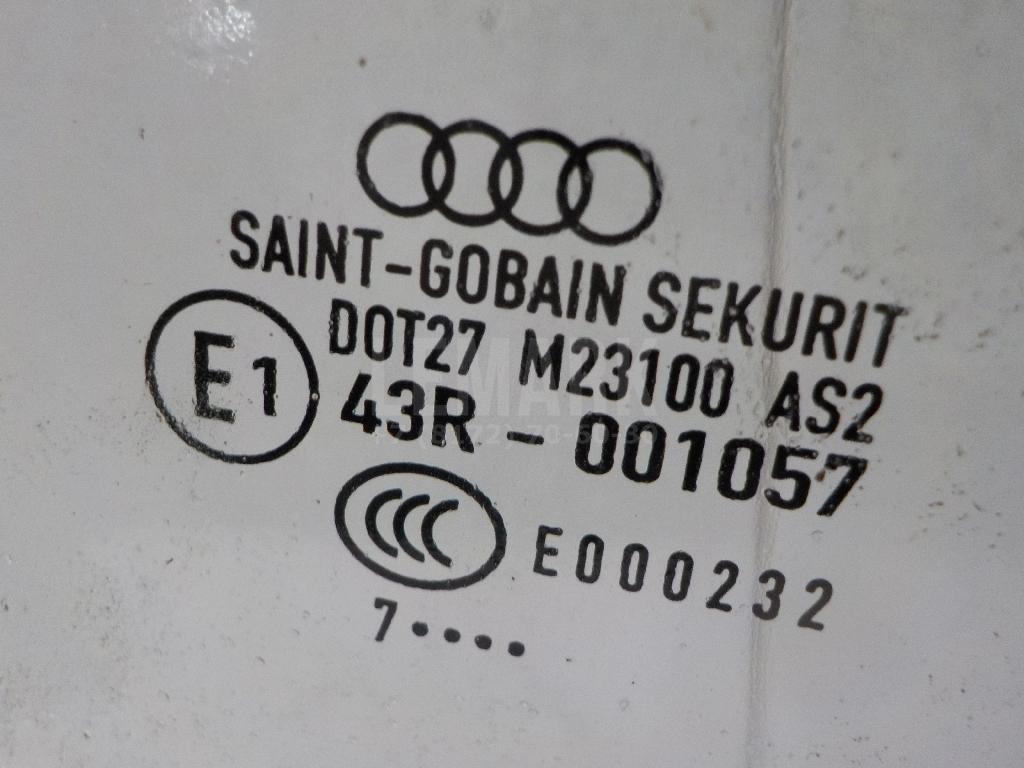 SAINT-GOBAIN SEKURIT
DOT27 M23100 AS2
E1 43R - 001057
CCC E000232
7••••